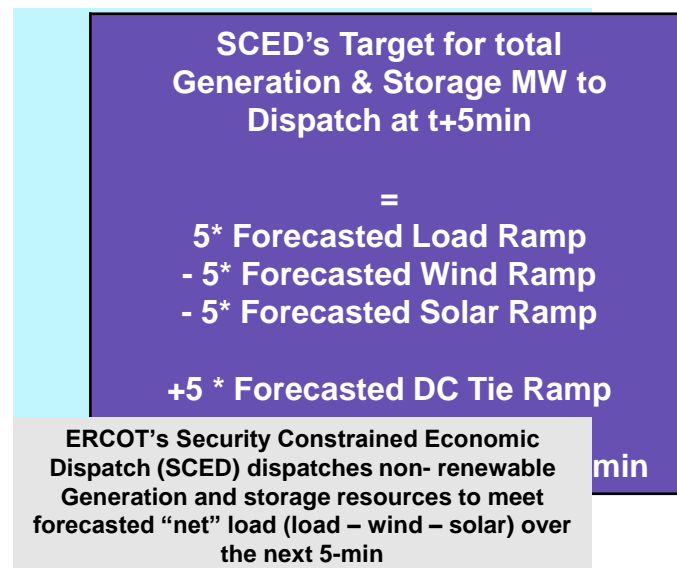 SCED’s Target for total
Generation & Storage MW to
Dispatch at t+5min
=
5* Forecasted Load Ramp
- 5* Forecasted Wind Ramp
- 5* Forecasted Solar Ramp
+5 * Forecasted DC Tie Ramp
min
ERCOT’s Security Constrained Economic
Dispatch (SCED) dispatches non- renewable
Generation and storage resources to meet
forecasted “net” load (load – wind – solar) over
the next 5-min